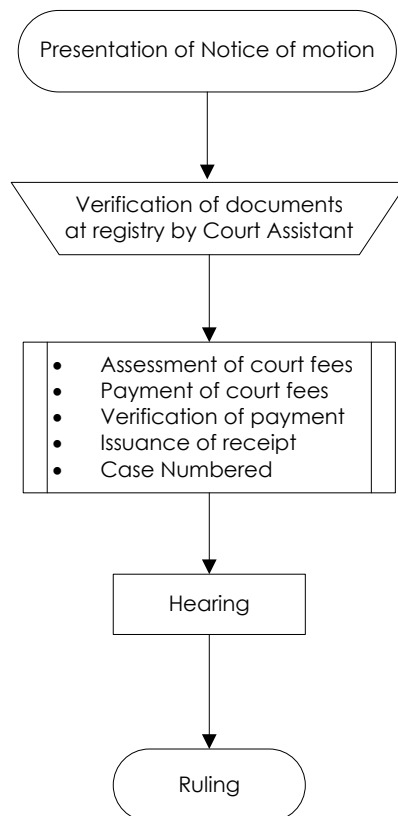 Presentation of Notice of motion
Verification of documents
at registry by Court Assistant
• Assessment of court fees
• Payment of court fees
• Verification of payment
• Issuance of receipt
• Case Numbered
Hearing
Ruling